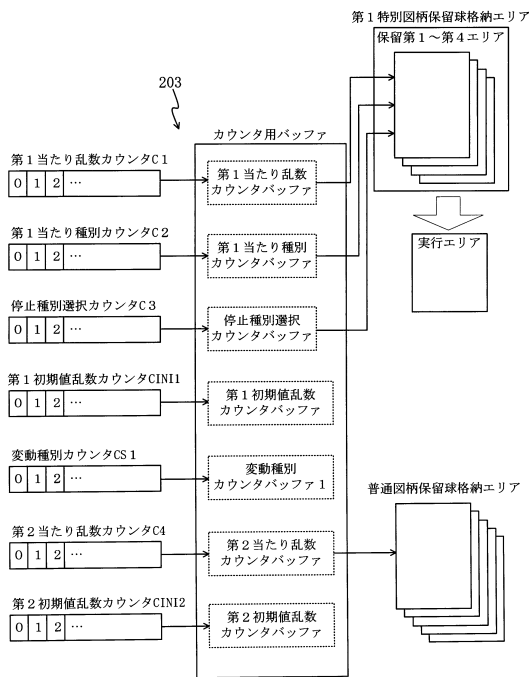 第1特別図柄保留球格納エリア
保留第1～第4エリア
203
カウンタ用バッファ
第1当たり乱数カウンタC1
0 1 2 …
第1当たり乱数
カウンタバッファ
第1当たり種別カウンタC2
0 1 2 …
第1当たり種別
カウンタバッファ
実行エリア
停止種別選択カウンタC3
0 1 2 …
停止種別選択
カウンタバッファ
第1初期値乱数カウンタCINI1
0 1 2 …
第1初期値乱数
カウンタバッファ
変動種別カウンタCS1
0 1 2 …
変動種別
カウンタバッファ1
普通図柄保留球格納エリア
第2当たり乱数カウンタC4
0 1 2 …
第2当たり乱数
カウンタバッファ
第2初期値乱数カウンタCINI2
0 1 2 …
第2初期値乱数
カウンタバッファ